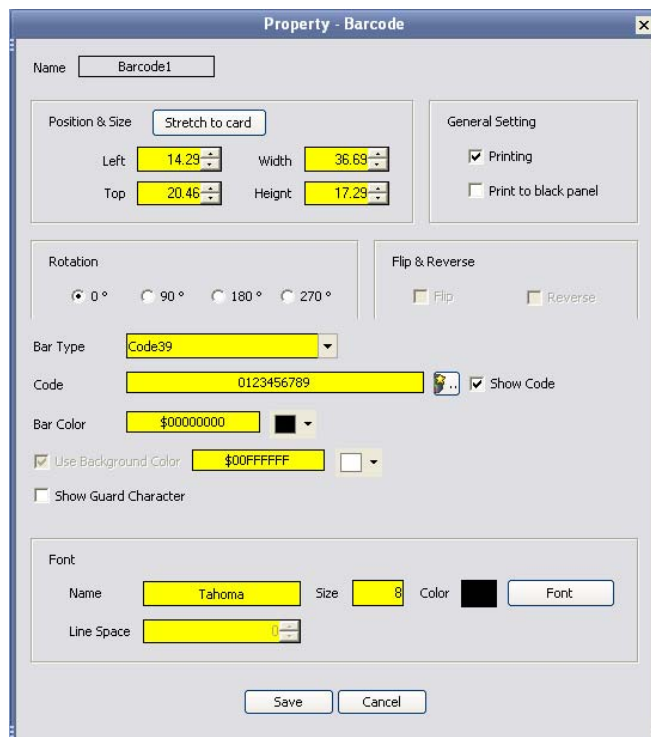 Property - Barcode
Name Barcode1
Position & Size Stretch to card
General Setting
Left 14.29 Width 36.69
Printing
Top 20.46 Heignt 17.29
Print to black panel
Rotation
Flip & Reverse
0 ° 90 ° 180 ° 270 °
Flip Reverse
Bar Type Code39
Code 0123456789 .. Show Code
Bar Color $00000000
Use Background Color $00FFFFFF
Show Guard Character
Font
Name Tahoma Size 8 Color Font
Line Space 0
Save Cancel